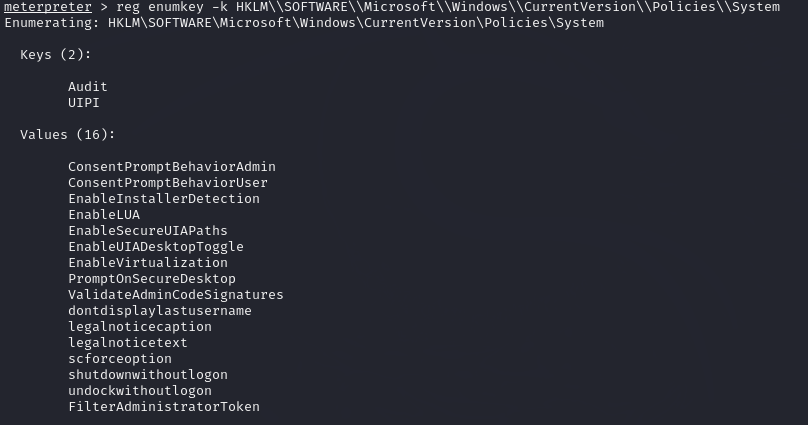 meterpreter > reg enumkey -k HKLM\\SOFTWARE\\Microsoft\\Windows\\CurrentVersion\\Policies\\System
Enumerating: HKLM\SOFTWARE\Microsoft\Windows\CurrentVersion\Policies\System
Keys (2):
Audit
UIPI
Values (16):
ConsentPromptBehaviorAdmin
ConsentPromptBehaviorUser
EnableInstallerDetection
EnableLUA
EnableSecureUIAPaths
EnableUIADesktopToggle
EnableVirtualization
PromptOnSecureDesktop
ValidateAdminCodeSignatures
dontdisplaylastusername
legalnoticecaption
legalnoticetext
scforceoption
shutdownwithoutlogon
undockwithoutlogon
FilterAdministratorToken